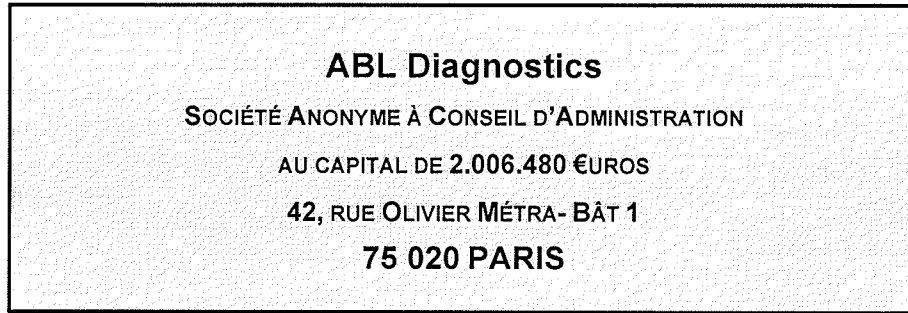 ABL Diagnostics
SOCIÉTÉ ANONYME À CONSEIL D'ADMINISTRATION
AU CAPITAL DE 2.006.480 €UROS
42, RUE OLIVIER MÉTRA- BÂT 1
75 020 PARIS